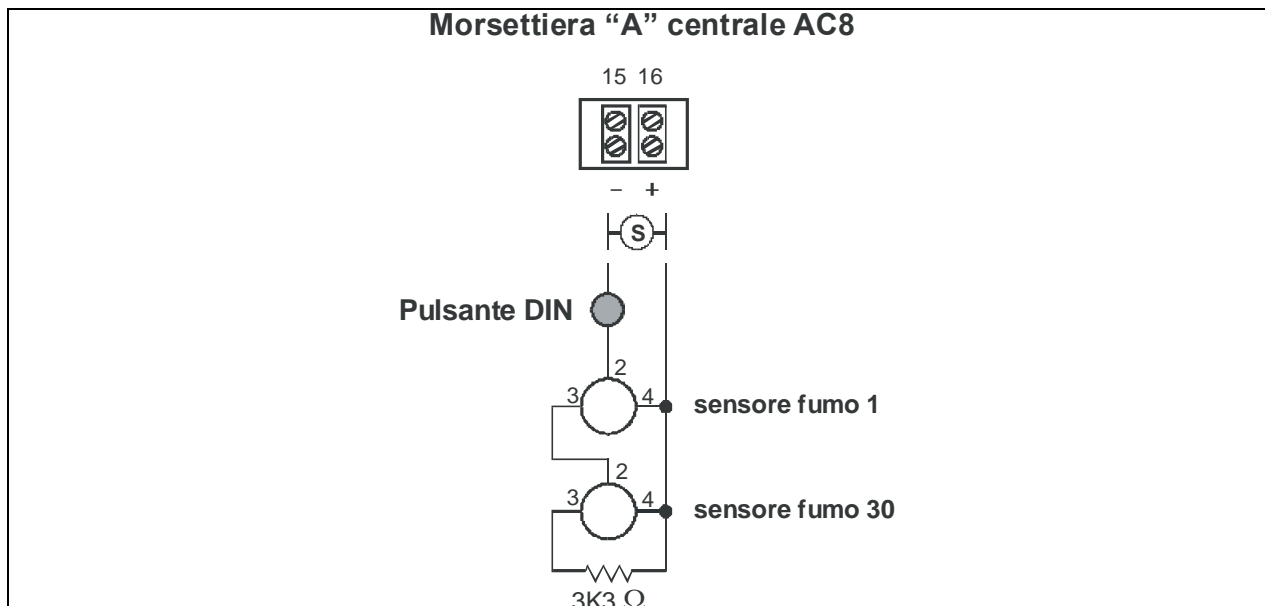 Morsettiera “A” centrale AC8
15 16
- +
S
Pulsante DIN
2
3 4 sensore fumo 1
2
3 4 sensore fumo 30
3K3 Ω